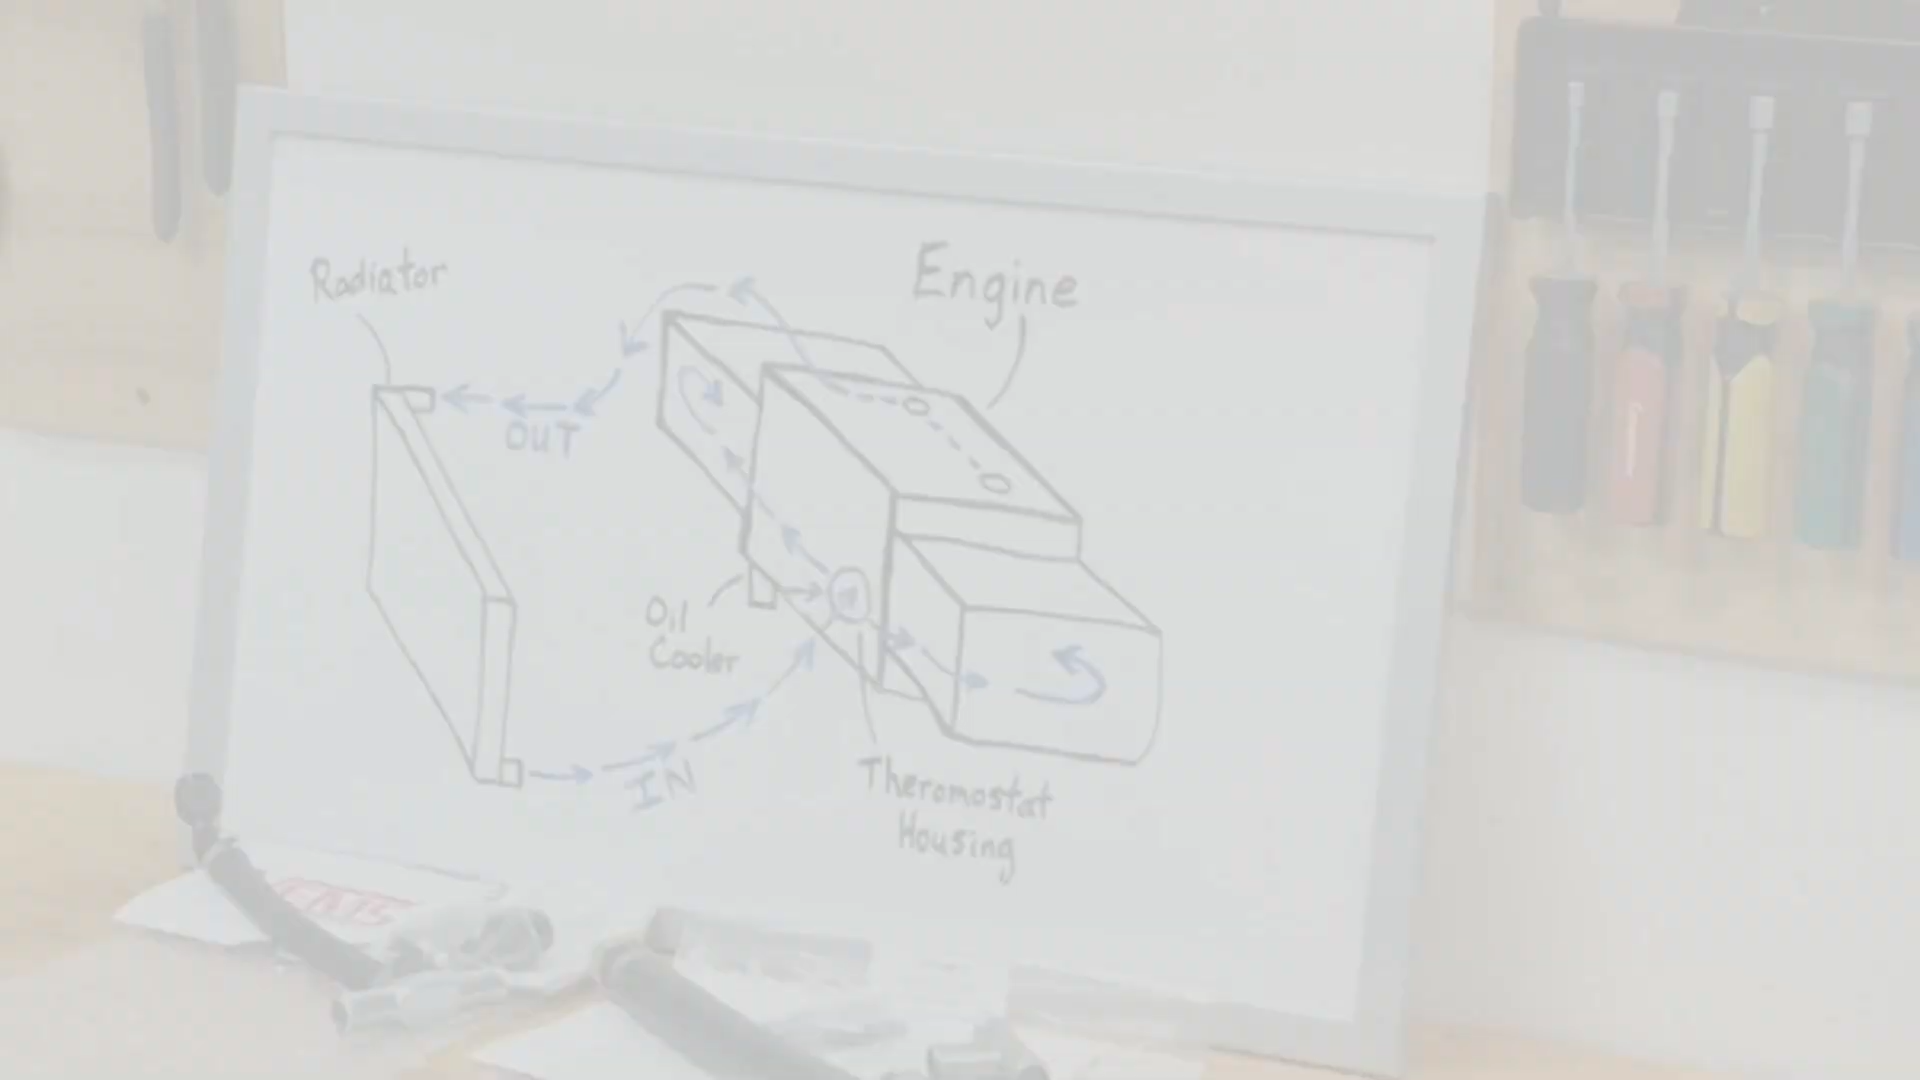 Radiator
Engine
OUT
Oil
Cooler
IN
Theromostat
Housing